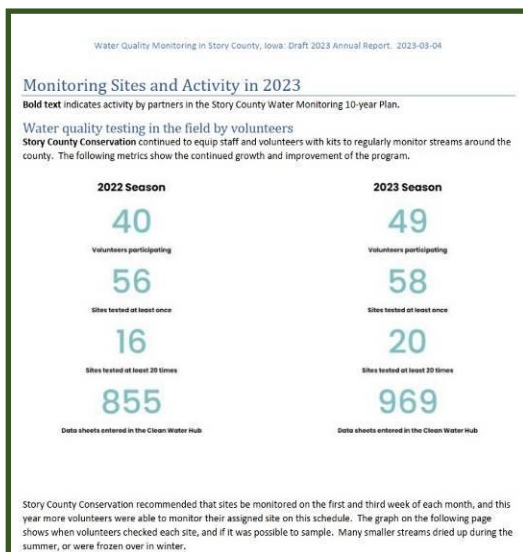 Water Quality Monitoring in Story County, Iowa: Draft 2023 Annual Report. 2023-03-04
Monitoring Sites and Activity in 2023
Bold text indicates activity by partners in the Story County Water Monitoring 10-year Plan.
Water quality testing in the field by volunteers
Story County Conservation continued to equip staff and volunteers with kits to regularly monitor streams around the
county. The following metrics show the continued growth and improvement of the program.
2022 Season
40
Volunteers participating
56
Sites tested at least once
16
Sites tested at least 20 times
855
Data sheets entered in the Clean Water Hub
2023 Season
49
Volunteers participating
58
Sites tested at least once
20
Sites tested at least 20 times
969
Data sheets entered in the Clean Water Hub
Story County Conservation recommended that sites be monitored on the first and third week of each month, and this
year more volunteers were able to monitor their assigned site on this schedule. The graph on the following page
shows when volunteers checked each site, and if it was possible to sample. Many smaller streams dried up during the
summer, or were frozen over in winter.